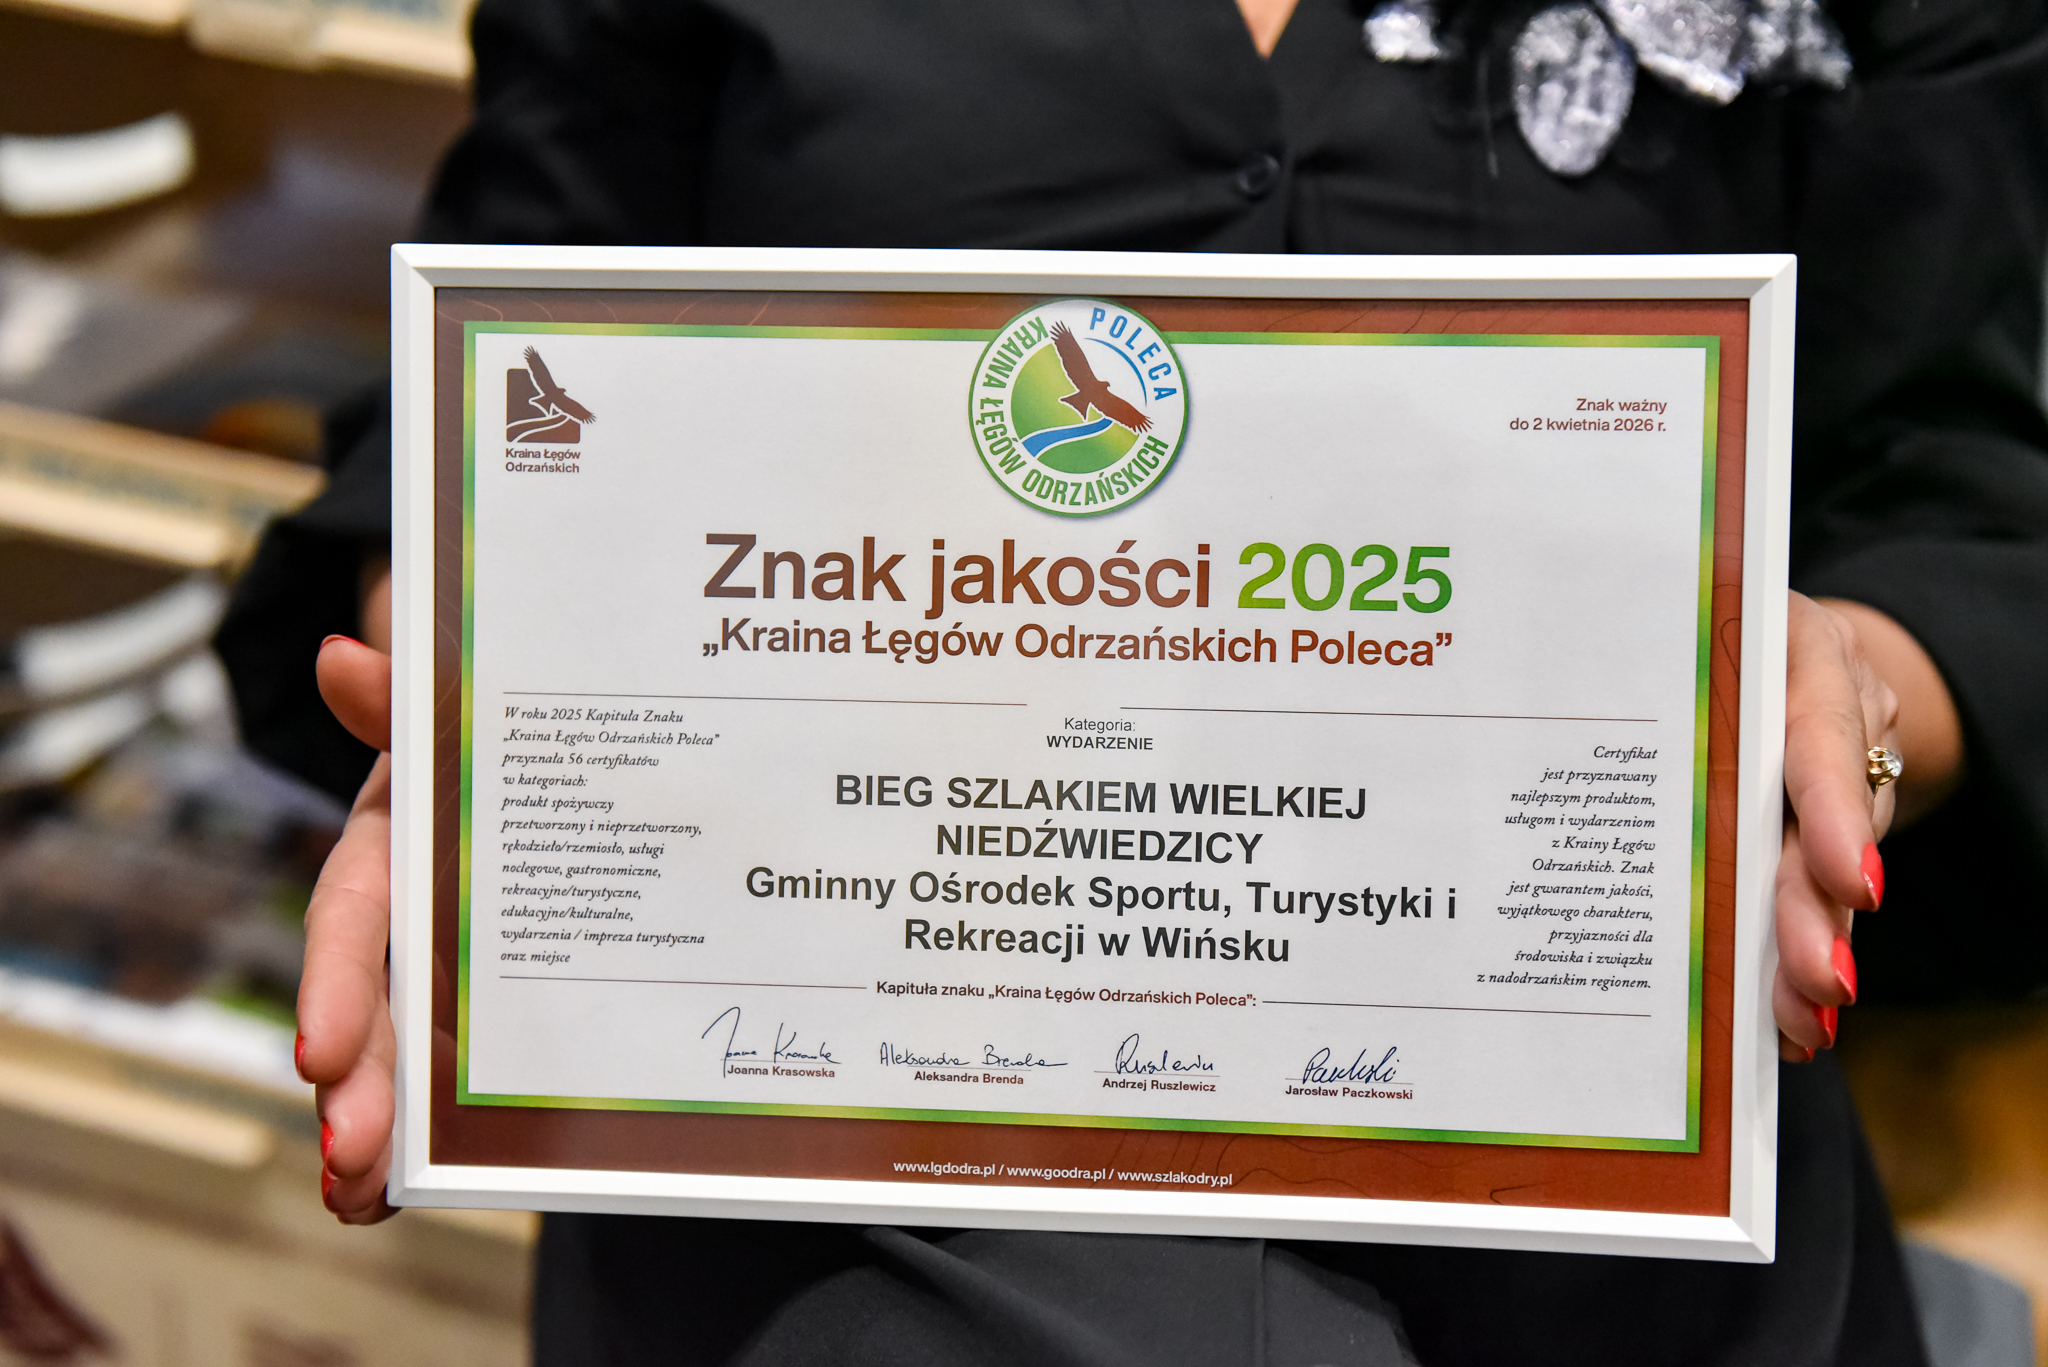 KRAINA ŁĘGÓW ODRZAŃSKICH
POLECA
Kraina Łęgów
Odrzańskich
Znak ważny
do 2 kwietnia 2026 r.
Znak jakości 2025
„Kraina Łęgów Odrzańskich Poleca”
W roku 2025 Kapituła Znaku
„Kraina Łęgów Odrzańskich Poleca”
przyznała 56 certyfikatów
w kategoriach:
produkt spożywczy
przetworzony i nieprzetworzony,
rękodzieło/rzemiosło, usługi
noclegowe, gastronomiczne,
rekreacyjne/turystyczne,
edukacyjne/kulturalne,
wydarzenia / impreza turystyczna
oraz miejsce
Kategoria:
WYDARZENIE
BIEG SZLAKIEM WIELKIEJ
NIEDŹWIEDZICY
Gminny Ośrodek Sportu, Turystyki i
Rekreacji w Wińsku
Certyfikat
jest przyznawany
najlepszym produktom,
usługom i wydarzeniom
z Krainy Łęgów
Odrzańskich. Znak
jest gwarantem jakości,
wyjątkowego charakteru,
przyjazności dla
środowiska i związku
z nadodrzańskim regionem.
Kapituła znaku „Kraina Łęgów Odrzańskich Poleca”:
Joanna Krasowska
Aleksandra Brenda
Joanna Krasowska
Aleksandra Brenda
Andrzej Ruszlewicz
Jarosław Paczkowski
www.lgdodra.pl / www.goodra.pl / www.szlakodry.pl